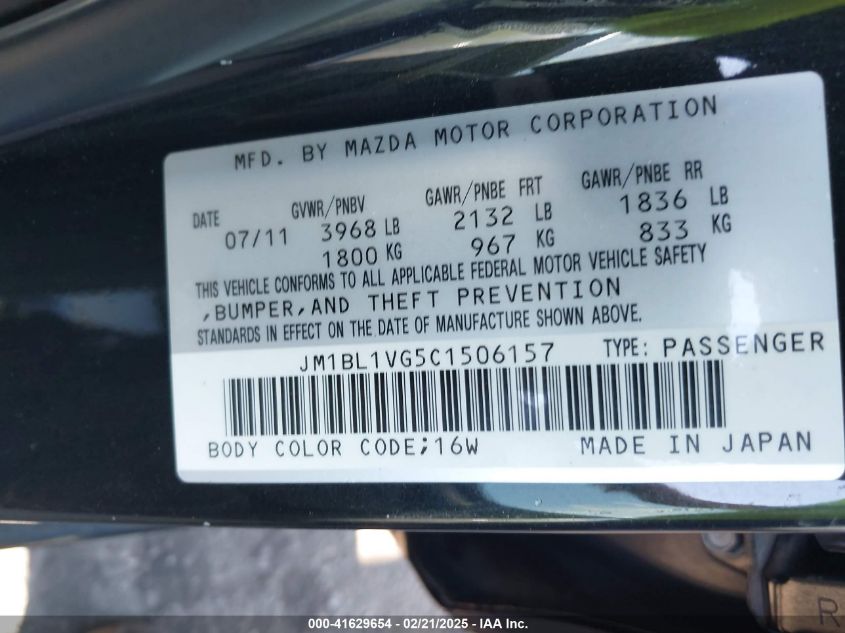 MFD. BY MAZDA MOTOR CORPORATION
DATE GVWR/PNBV GAWR/PNBE FRT GAWR/PNBE RR
07/11 3968 LB 2132 LB 1836 LB
1800 KG 967 KG 833 KG
THIS VEHICLE CONFORMS TO ALL APPLICABLE FEDERAL MOTOR VEHICLE SAFETY
,BUMPER,AND THEFT PREVENTION
STANDARDS IN EFFECT ON THE DATE OF MANUFACTURE SHOWN ABOVE.
JM1BL1VG5C1506157 TYPE: PASSENGER
BODY COLOR CODE;16W MADE IN JAPAN
R
000-41629654 / 02/21/2025 - IAA Inc.